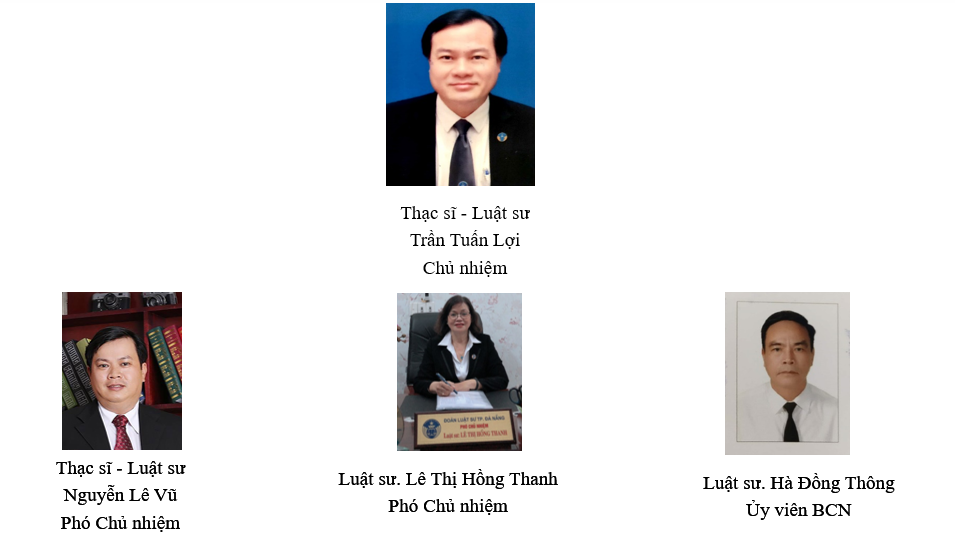 Thạc sĩ - Luật sư
Trần Tuấn Lợi
Chủ nhiệm
Thạc sĩ - Luật sư
Nguyễn Lê Vũ
Phó Chủ nhiệm
ĐOÀN LUẬT SƯ TP. ĐÀ NẴNG
PHÓ CHỦ NHIỆM
Luật sư: LÊ THỊ HỒNG THANH
Luật sư. Lê Thị Hồng Thanh
Phó Chủ nhiệm
Luật sư. Hà Đồng Thông
Ủy viên BCN